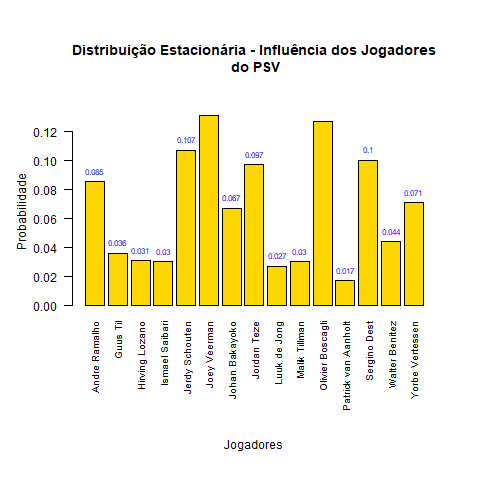 Distribuição Estacionária - Influência dos Jogadores
do PSV
Probabilidade
0.12
0.10
0.08
0.06
0.04
0.02
0.00
0.085
0.036
0.031
0.03
0.107
0.067
0.097
0.027
0.03
0.017
0.1
0.044
0.071
Andre Ramalho
Guus Til
Hirving Lozano
Ismael Saibari
Jerdy Schouten
Joey Veerman
Johan Bakayoko
Jordan Teze
Luuk de Jong
Malik Tillman
Olivier Boscagli
Patrick van Aanholt
Sergino Dest
Walter Benítez
Yorbe Vertessen
Jogadores